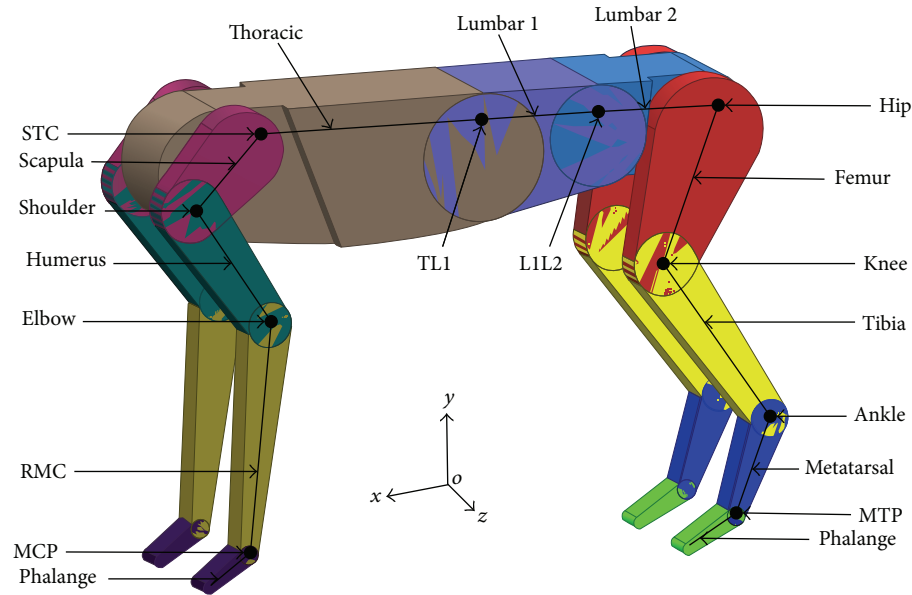 Thoracic
Lumbar 1
Lumbar 2
STC
Scapula
Shoulder
Humerus
Elbow
RMC
MCP
Phalange
TL1
L1L2
Hip
Femur
Knee
Tibia
Ankle
Metatarsal
MTP
Phalange
y
x
o
z